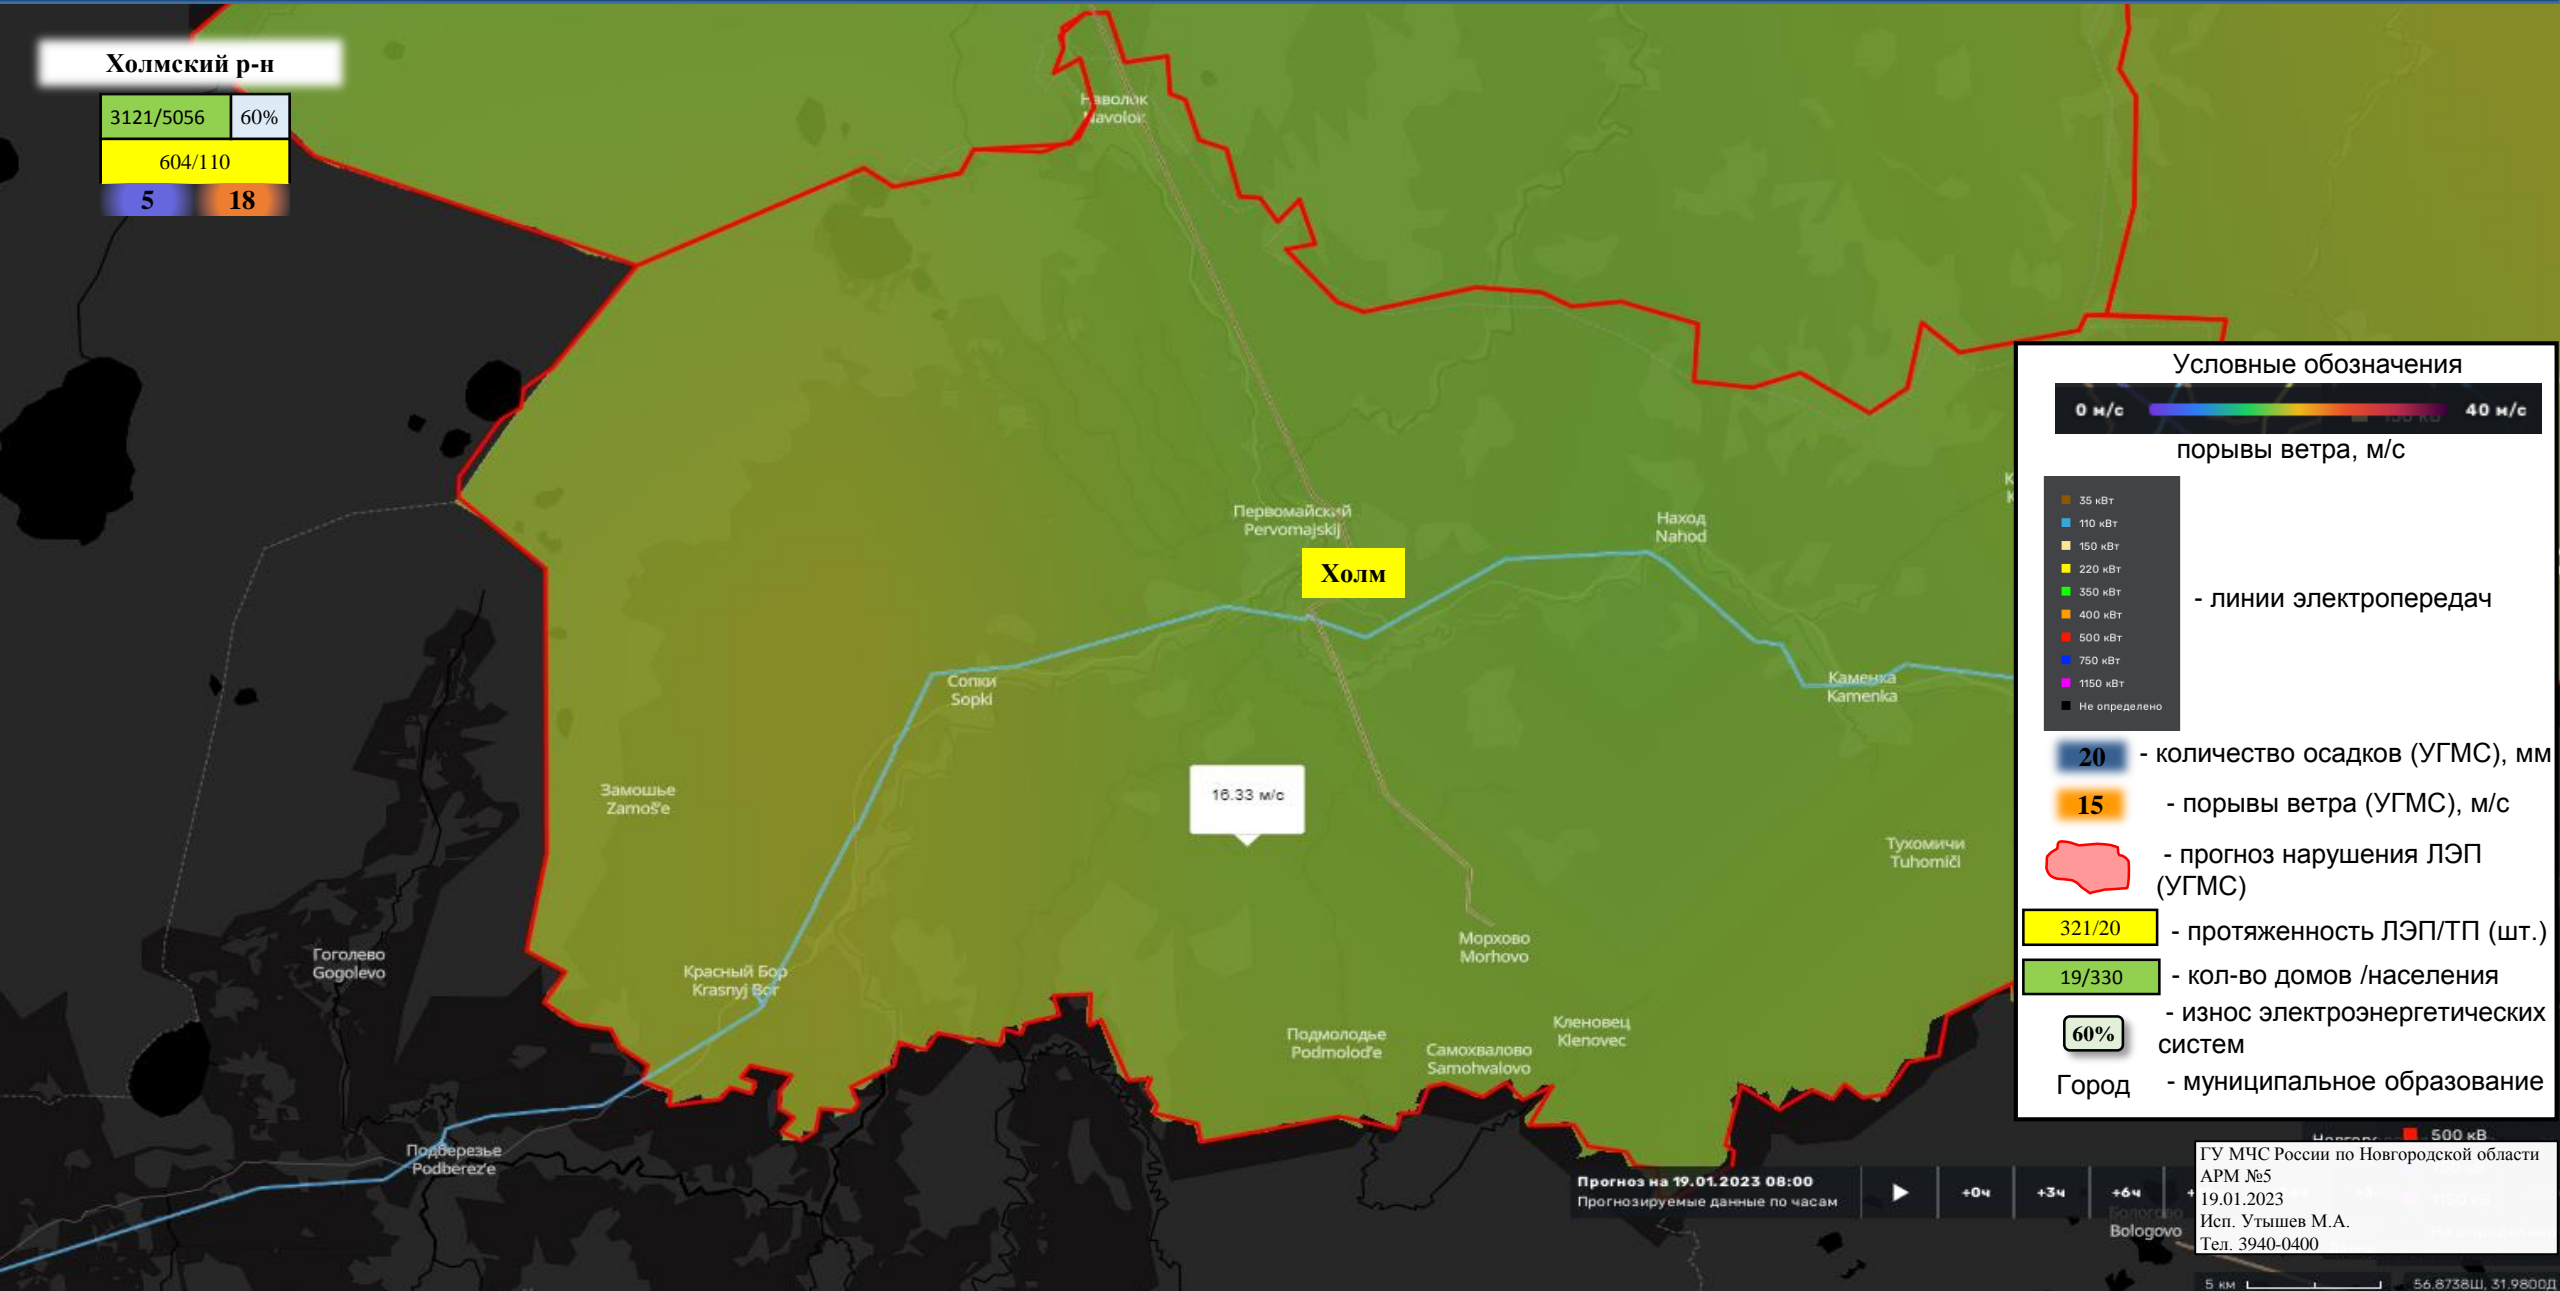 Холмский р-н
3121/5056 60%
604/110
5 18
Наволок
Navolok
Первомайский
Pervomajskij
Наход
Nahod
Холм
Сопки
Sopki
Каменка
Kamenka
Замошье
Zamoš'e
16.33 м/с
Тухомичи
Tuhomiči
Гоголево
Gogolevo
Красный Бор
Krasnyj Bor
Морхово
Morhovo
Подмолодье
Podmolod'e
Самохвалово
Samohvalovo
Кленовец
Klenovec
Подберезье
Podberez'e
Условные обозначения
0 м/с 40 м/с
порывы ветра, м/с
35 кВт
110 кВт
150 кВт
220 кВт
350 кВт
400 кВт
500 кВт
750 кВт
1150 кВт
Не определено
- линии электропередач
20 - количество осадков (УГМС), мм
15 - порывы ветра (УГМС), м/с
- прогноз нарушения ЛЭП
(УГМС)
321/20 - протяженность ЛЭП/ТП (шт.)
19/330 - кол-во домов /населения
- износ электроэнергетических
60% систем
Город - муниципальное образование
500 кВ
Прогноз на 19.01.2023 08:00
Прогнозируемые данные по часам
+0ч +3ч +6ч
Бологово
Bologovo
ГУ МЧС России по Новгородской области
АРМ №5
19.01.2023
Исп. Утышев М.А.
Тел. 3940-0400
5 км 56.8738Ш, 31.9800Д